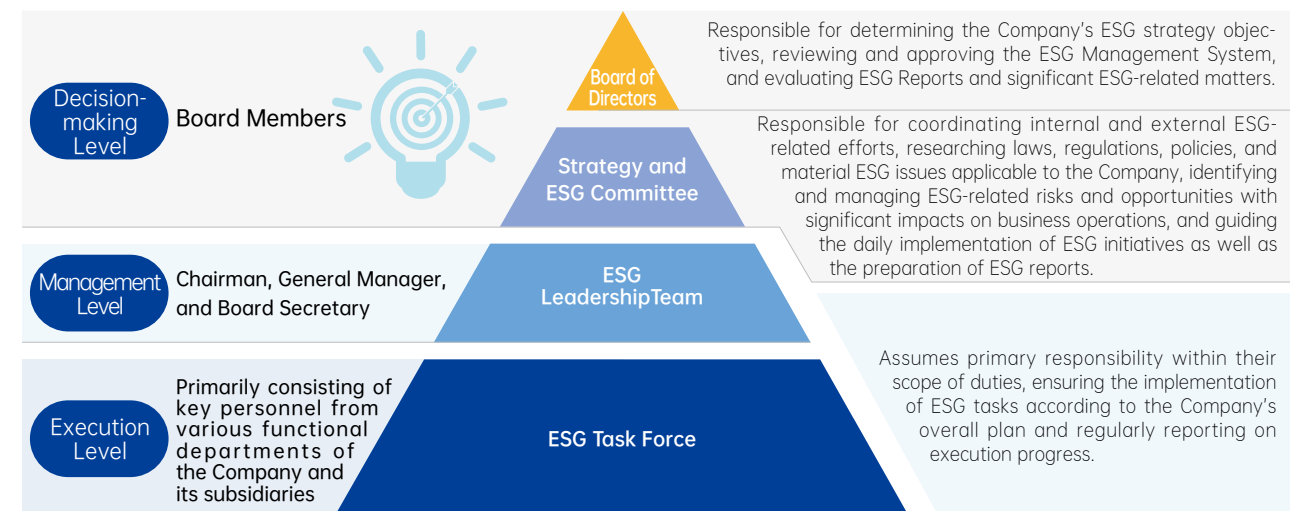 Decision-
making
Level
Board Members
Board of
Directors
Responsible for determining the Company's ESG strategy objec-
tives, reviewing and approving the ESG Management System,
and evaluating ESG Reports and significant ESG-related matters.
Strategy and
ESG Committee
Responsible for coordinating internal and external ESG-
related efforts, researching laws, regulations, policies, and
material ESG issues applicable to the Company, identifying
and managing ESG-related risks and opportunities with
significant impacts on business operations, and guiding
the daily implementation of ESG initiatives as well as
the preparation of ESG reports.
Management
Level
Chairman, General Manager,
and Board Secretary
ESG
LeadershipTeam
Execution
Level
Primarily consisting of
key personnel from
various functional
departments of
the Company and
its subsidiaries
ESG Task Force
Assumes primary responsibility within their
scope of duties, ensuring the implementation
of ESG tasks according to the Company's
overall plan and regularly reporting on
execution progress.